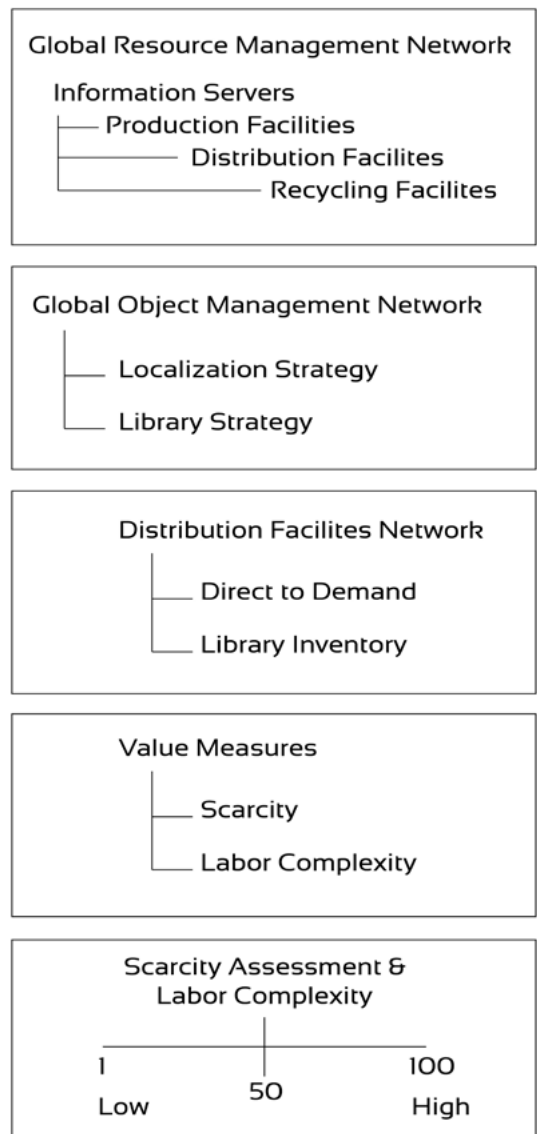 Global Resource Management Network
Information Servers
Production Facilities
Distribution Facilites
Recycling Facilites
Global Object Management Network
Localization Strategy
Library Strategy
Distribution Facilites Network
Direct to Demand
Library Inventory
Value Measures
Scarcity
Labor Complexity
Scarcity Assessment &
Labor Complexity
1 100
50
Low High